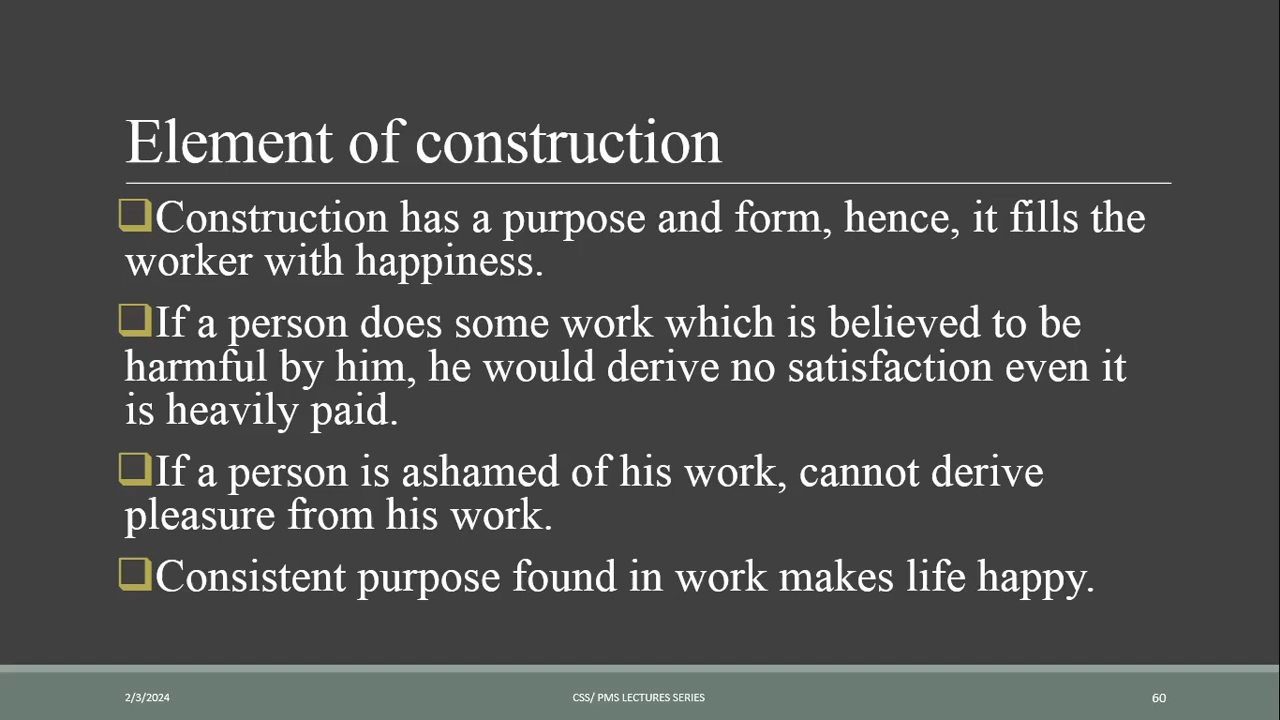 Element of construction
Construction has a purpose and form, hence, it fills the
worker with happiness.
If a person does some work which is believed to be
harmful by him, he would derive no satisfaction even it
is heavily paid.
If a person is ashamed of his work, cannot derive
pleasure from his work.
Consistent purpose found in work makes life happy.
2/3/2024
CSS/ PMS LECTURES SERIES
60